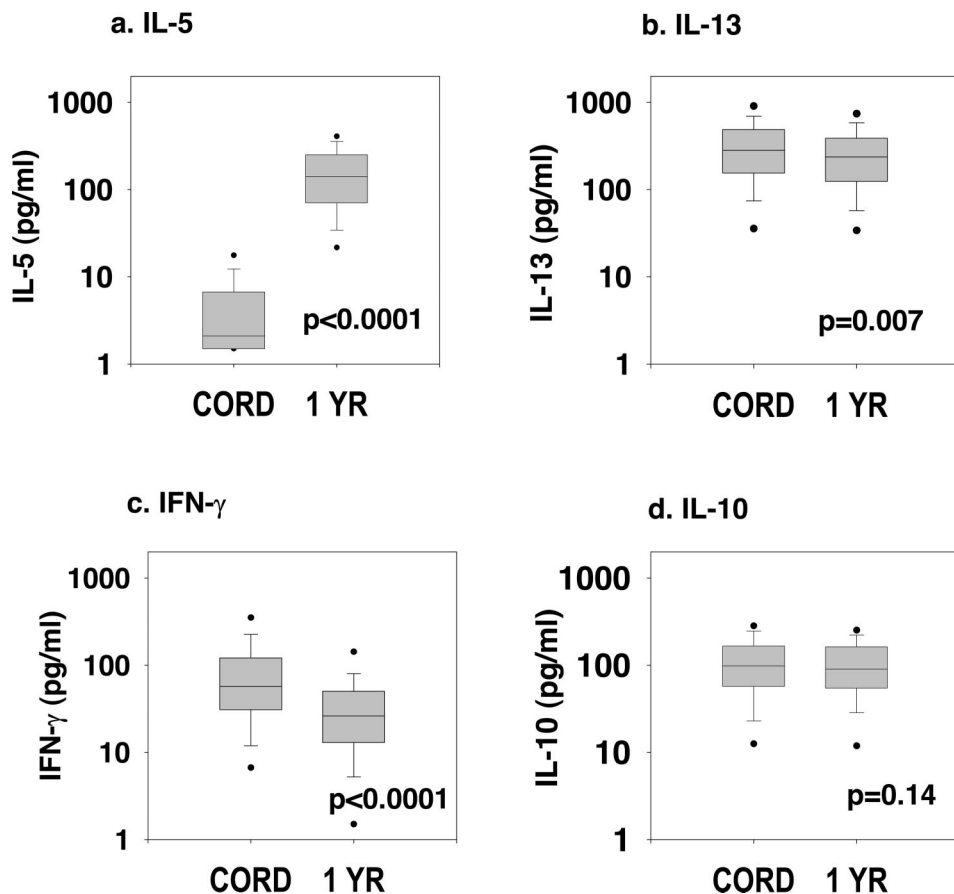 a. IL-5
IL-5 (pg/ml)
1000
100
10
1
p<0.0001
CORD 1 YR
b. IL-13
IL-13 (pg/ml)
1000
100
10
1
p=0.007
CORD 1 YR
c. IFN-γ
IFN-γ (pg/ml)
1000
100
10
1
p<0.0001
CORD 1 YR
d. IL-10
IL-10 (pg/ml)
1000
100
10
1
p=0.14
CORD 1 YR